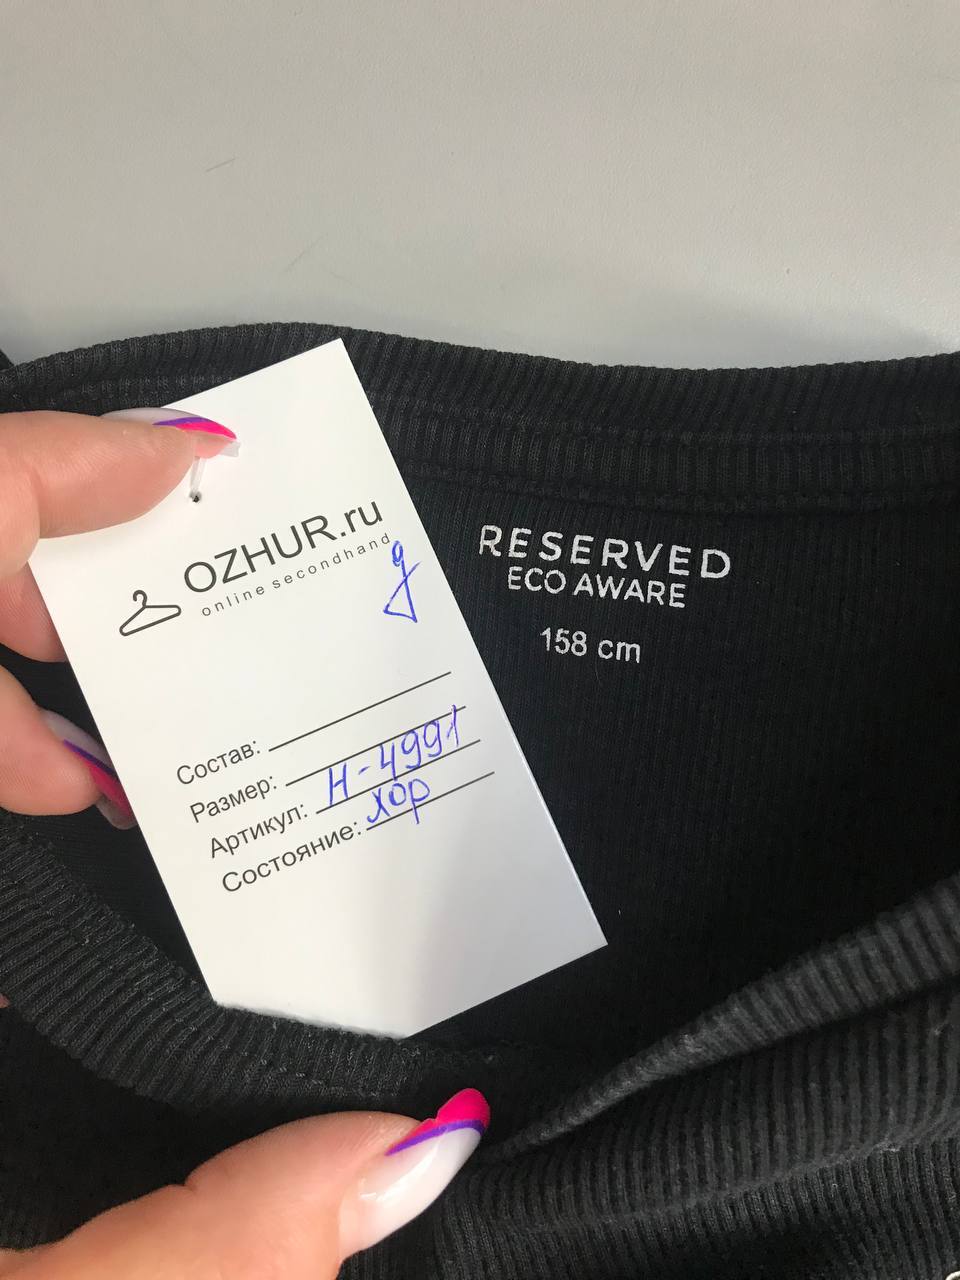 OZHUR.ru
online secondhand
g
Состав:
Размер:
Артикул: Н-4991
Состояние: хор
RESERVED
ECO AWARE
158 cm